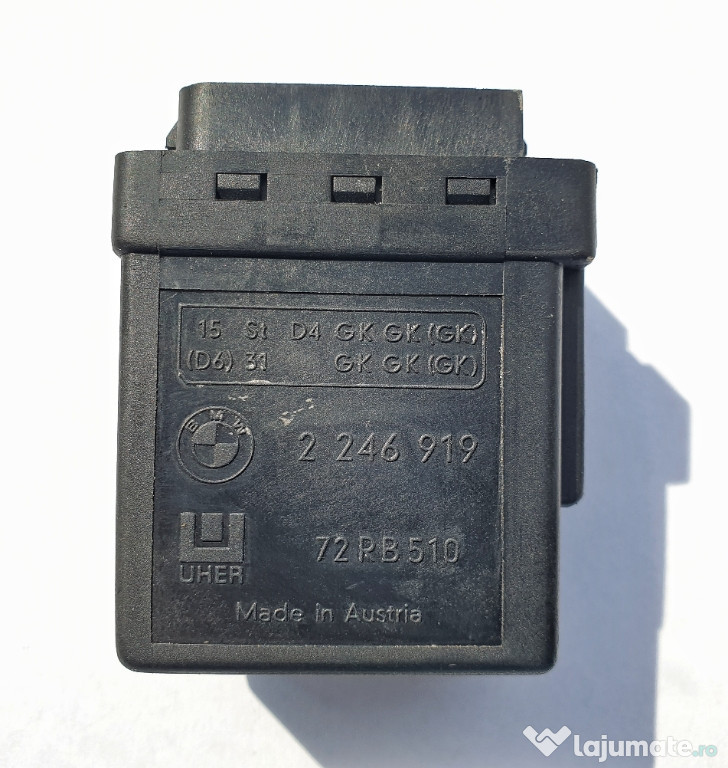 15 St D4 GK GK (GK)
(D6) 31 GK GK (GK)
BMW
2 246 919
UHER
72 RB 510
Made in Austria
lajumate.ro